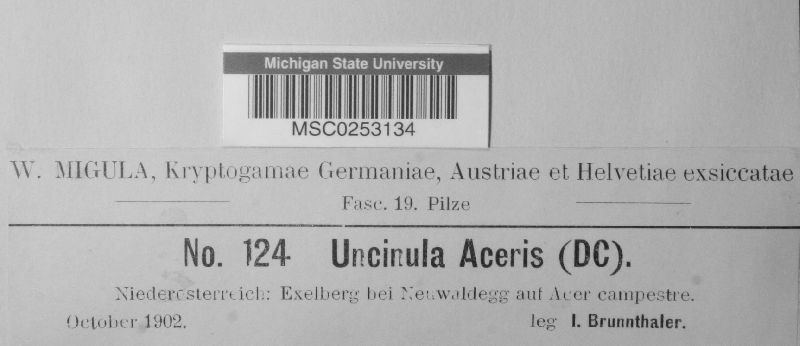 Michigan State University
MSC0253134
W. MIGULA, Kryptogamae Germaniae, Austriae et Helvetiae exsiccatae
Fasc. 19. Pilze
No. 124 Uncinula Aceris (DC).
Niederösterreich: Exelberg bei Neuwaldegg auf Acer campestre.
October 1902. leg I. Brunnthaler.